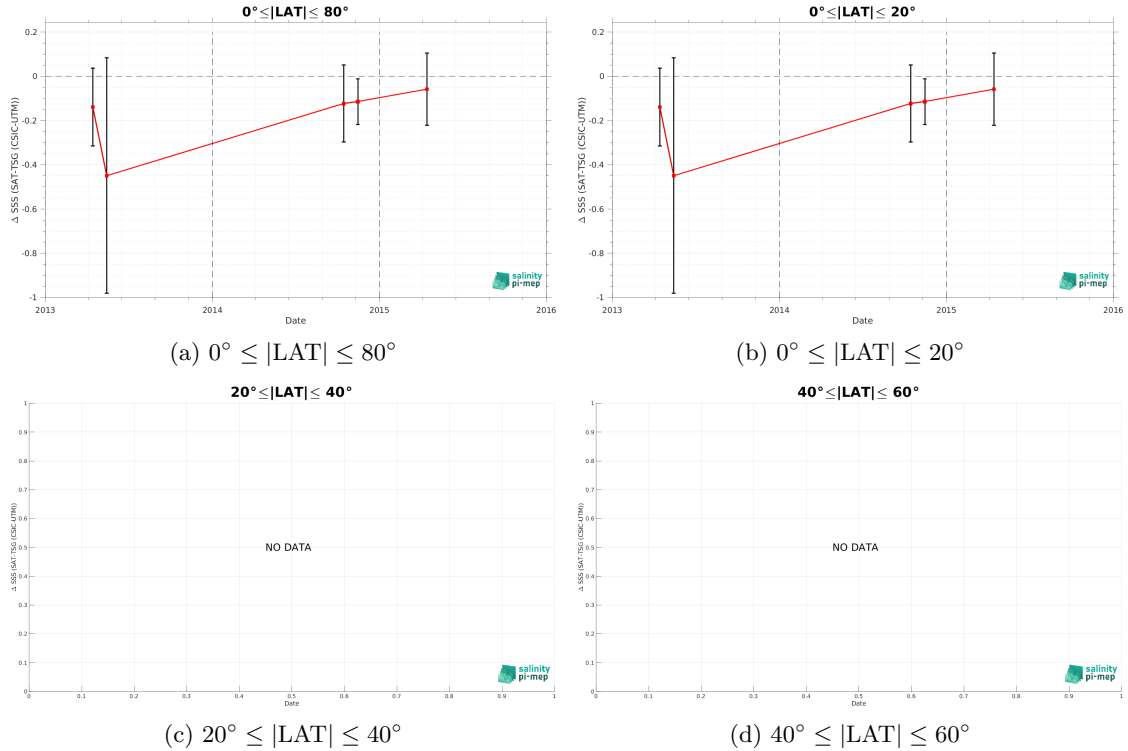 0°≤|LAT|≤ 80°
0.2
0
-0.2
-0.4
-0.6
-0.8
-1
Δ SSS (SAT-TSG (CSIC-UTM))
2013
2014
2015
2016
Date
salinity
pi-mep
(a) 0° ≤ |LAT| ≤ 80°
0°≤|LAT|≤ 20°
0.2
0
-0.2
-0.4
-0.6
-0.8
-1
Δ SSS (SAT-TSG (CSIC-UTM))
2013
2014
2015
2016
Date
salinity
pi-mep
(b) 0° ≤ |LAT| ≤ 20°
20°≤|LAT|≤ 40°
1
0.9
0.8
0.7
0.6
0.5
0.4
0.3
0.2
0.1
0
Δ SSS (SAT-TSG (CSIC-UTM))
NO DATA
0 0.1 0.2 0.3 0.4 0.5 0.6 0.7 0.8 0.9 1
Date
salinity
pi-mep
(c) 20° ≤ |LAT| ≤ 40°
40°≤|LAT|≤ 60°
1
0.9
0.8
0.7
0.6
0.5
0.4
0.3
0.2
0.1
0
Δ SSS (SAT-TSG (CSIC-UTM))
NO DATA
0 0.1 0.2 0.3 0.4 0.5 0.6 0.7 0.8 0.9 1
Date
salinity
pi-mep
(d) 40° ≤ |LAT| ≤ 60°